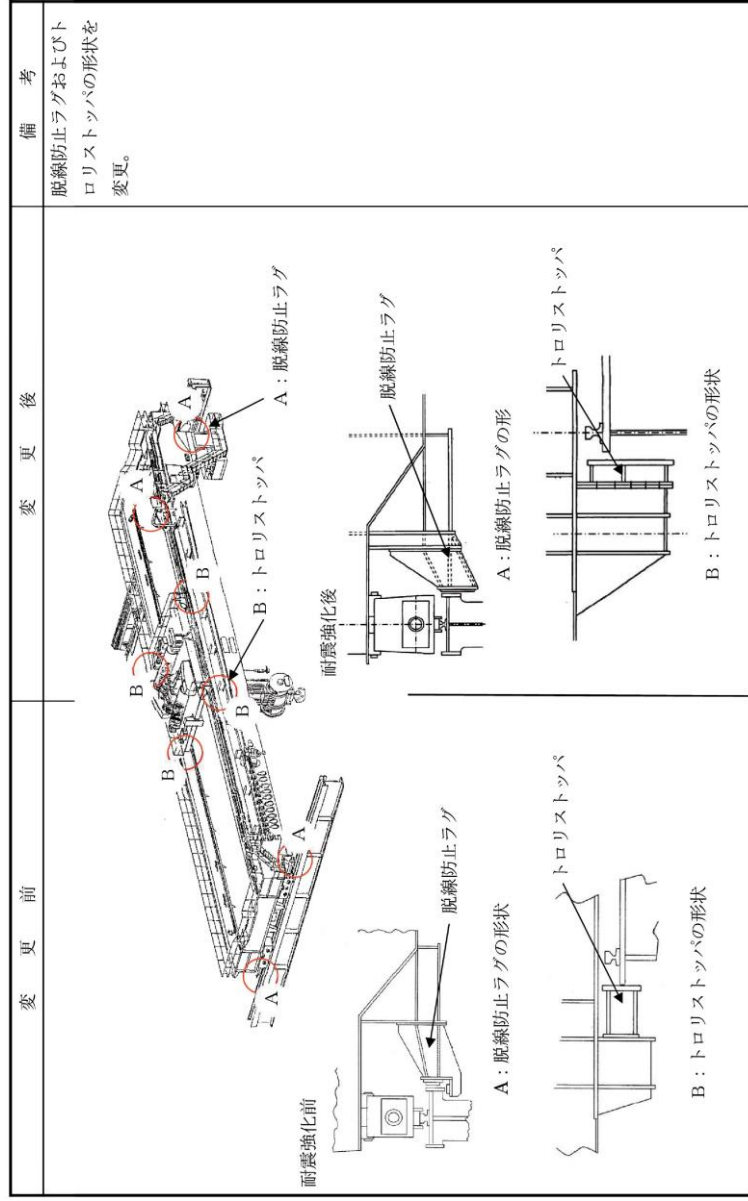 変更前
変更後
備考
脱線防止ラグおよびト
ロリストッパの形状を
変更。
A
A
B
B
B
B
A
A
A：脱線防止ラグ
B：トロリストッパ
耐震強化前
脱線防止ラグ
A：脱線防止ラグの形状
トロリストッパ
B：トロリストッパの形状
耐震強化後
脱線防止ラグ
A：脱線防止ラグの形
トロリストッパ
B：トロリストッパの形状